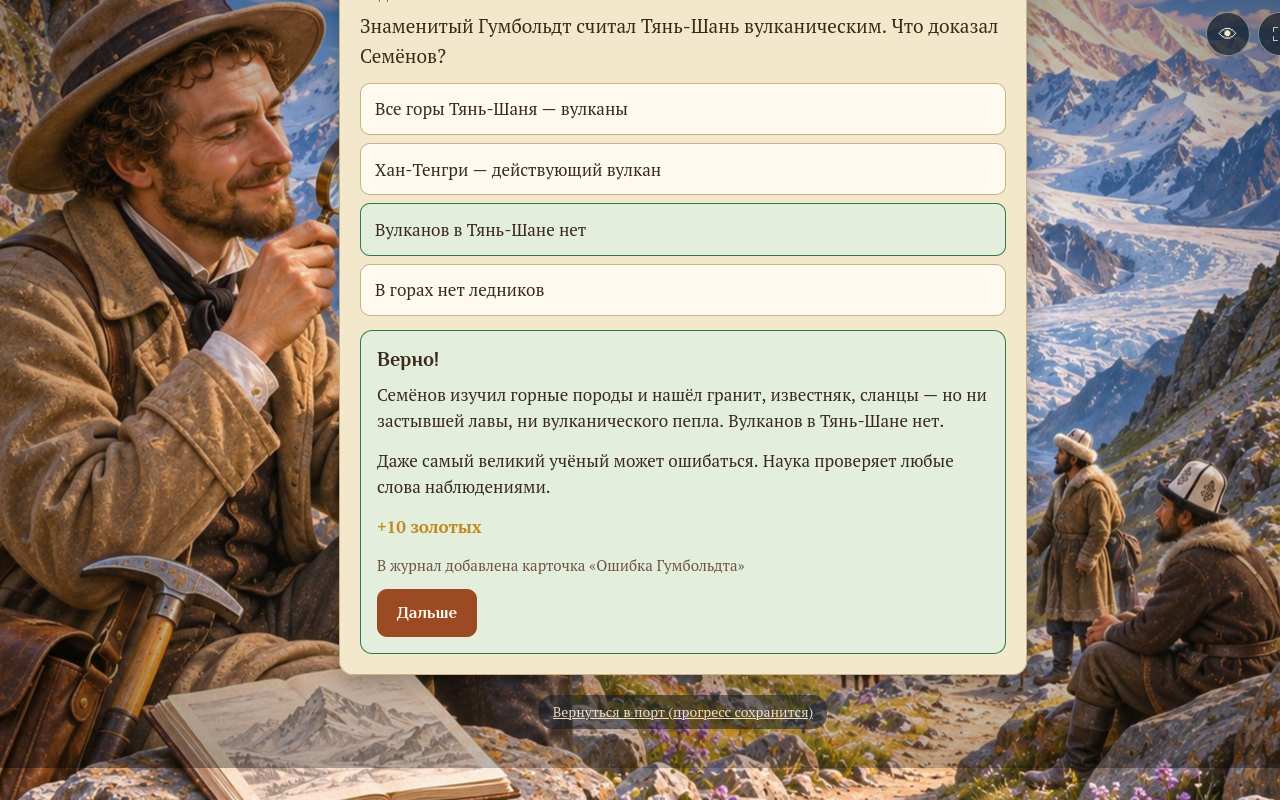 Знаменитый Гумбольдт считал Тянь-Шань вулканическим. Что доказал
Семёнов?
Все горы Тянь-Шаня — вулканы
Хан-Тенгри — действующий вулкан
Вулканов в Тянь-Шане нет
В горах нет ледников
Верно!
Семёнов изучил горные породы и нашёл гранит, известняк, сланцы — но ни
застывшей лавы, ни вулканического пепла. Вулканов в Тянь-Шане нет.
Даже самый великий учёный может ошибаться. Наука проверяет любые
слова наблюдениями.
+10 золотых
В журнал добавлена карточка «Ошибка Гумбольдта»
Дальше
Вернуться в порт (прогресс сохранится)